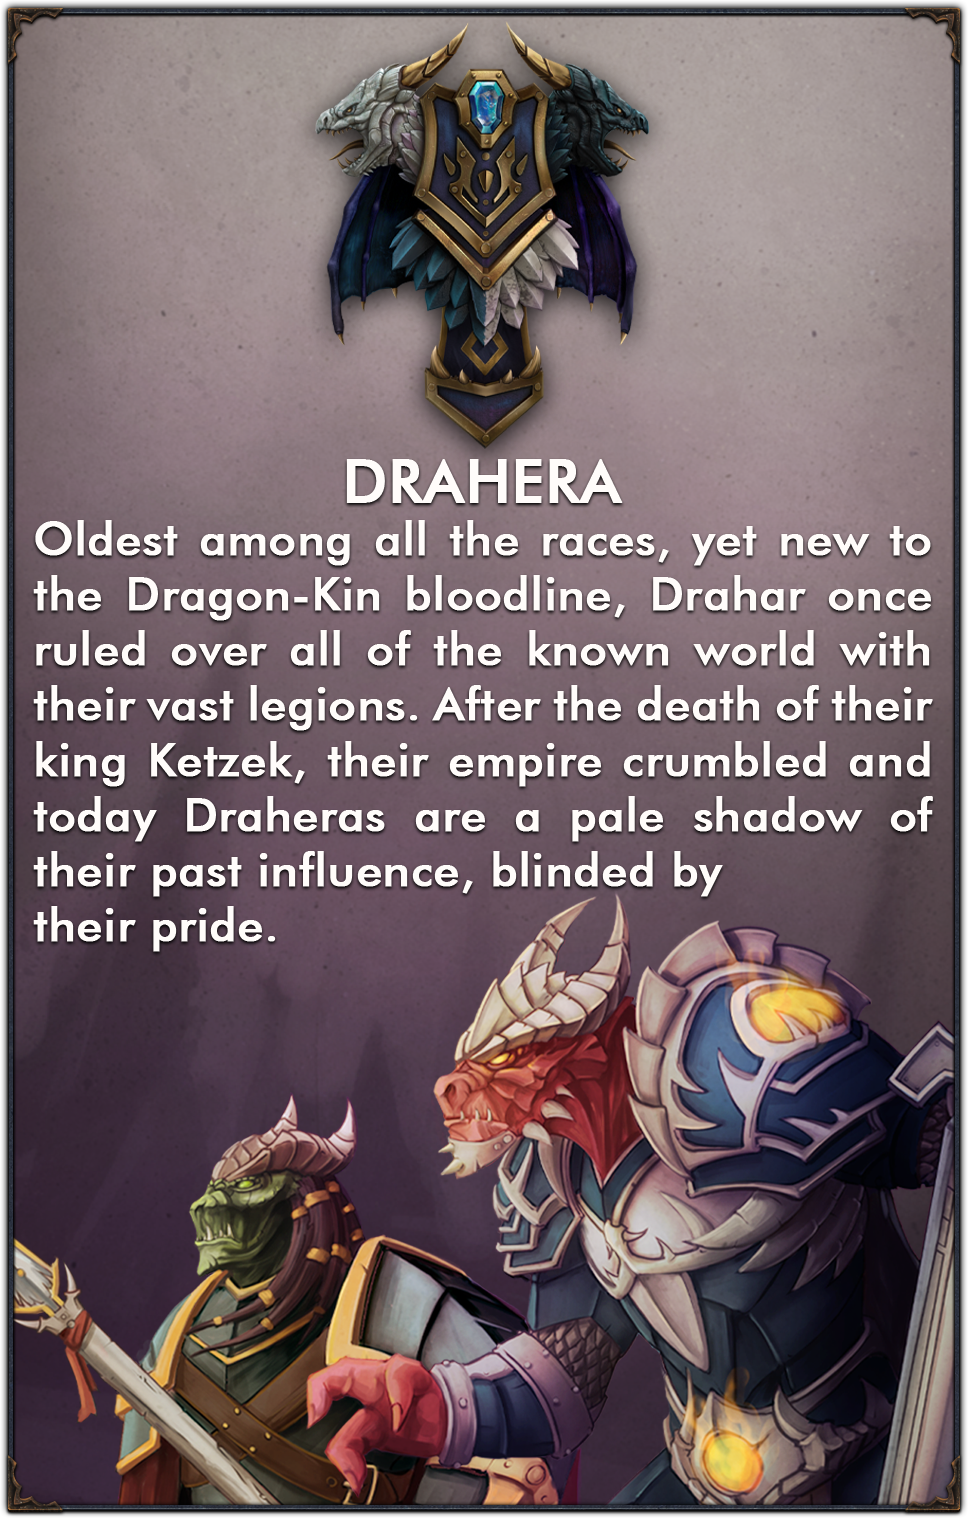 DRAHERA
Oldest among all the races, yet new to
the Dragon-Kin bloodline, Drahar once
ruled over all of the known world with
their vast legions. After the death of their
king Ketzek, their empire crumbled and
today Draheras are a pale shadow of
their past influence, blinded by
their pride.